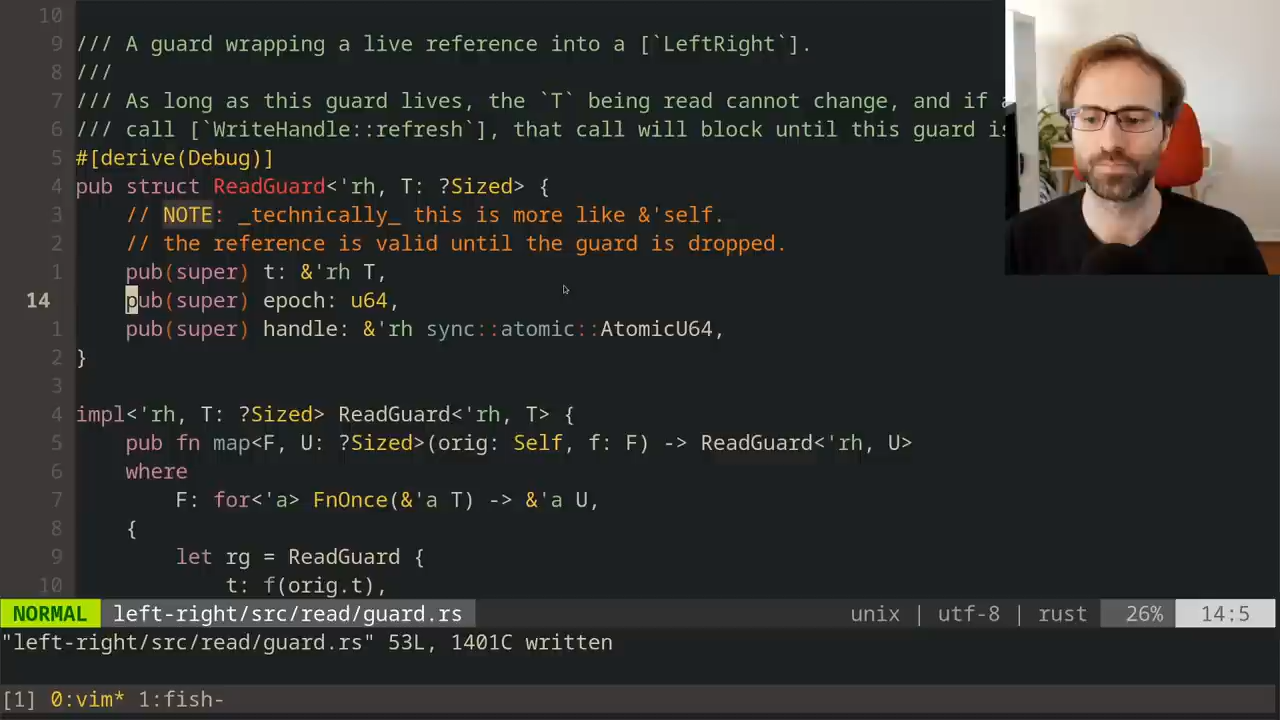 10
9 /// A guard wrapping a live reference into a [`LeftRight`].
8 ///
7 /// As long as this guard lives, the `T` being read cannot change, and if
6 /// call [`WriteHandle::refresh`], that call will block until this guard
5 #[derive(Debug)]
4 pub struct ReadGuard<'rh, T: ?Sized> {
3 // NOTE: _technically_ this is more like &'self.
2 // the reference is valid until the guard is dropped.
1 pub(super) t: &'rh T,
14 pub(super) epoch: u64,
1 pub(super) handle: &'rh sync::atomic::AtomicU64,
2 }
3
4 impl<'rh, T: ?Sized> ReadGuard<'rh, T> {
5 pub fn map<F, U: ?Sized>(orig: Self, f: F) -> ReadGuard<'rh, U>
6 where
7 F: for<'a> FnOnce(&'a T) -> &'a U,
8 {
9 let rg = ReadGuard {
10 t: f(orig.t),
NORMAL left-right/src/read/guard.rs unix | utf-8 | rust 26% 14:5
"left-right/src/read/guard.rs" 53L, 1401C written
[1] 0:vim* 1:fish-